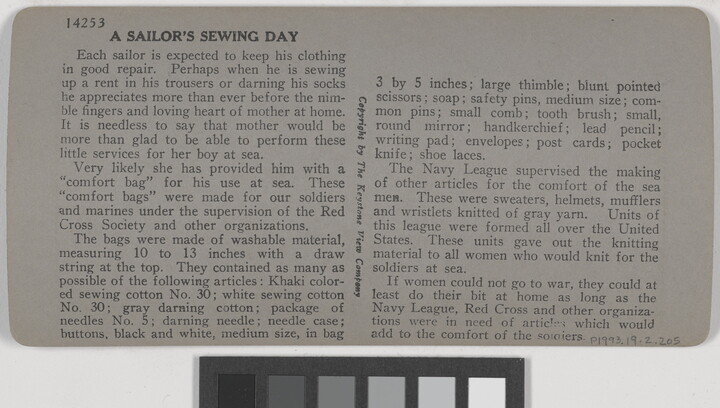 14253
A SAILOR'S SEWING DAY
Each sailor is expected to keep his clothing
in good repair. Perhaps when he is sewing
up a rent in his trousers or darning his socks
he appreciates more than ever before the nim-
ble fingers and loving heart of mother at home.
It is needless to say that mother would be
more than glad to be able to perform these
little services for her boy at sea.
Very likely she has provided him with a
"comfort bag" for his use at sea. These
"comfort bags" were made for our soldiers
and marines under the supervision of the Red
Cross Society and other organizations.
The bags were made of washable material,
measuring 10 to 13 inches with a draw
string at the top. They contained as many as
possible of the following articles: Khaki color-
ed sewing cotton No. 30; white sewing cotton
No. 30; gray darning cotton; package of
needles No. 5; darning needle; needle case;
buttons, black and white, medium size, in bag
Copyright by The Keystone View Company
3 by 5 inches; large thimble; blunt pointed
scissors; soap; safety pins, medium size; com-
mon pins; small comb; tooth brush; small,
round mirror; handkerchief; lead pencil;
writing pad; envelopes; post cards; pocket
knife; shoe laces.
The Navy League supervised the making
of other articles for the comfort of the sea
men. These were sweaters, helmets, mufflers
and wristlets knitted of gray yarn. Units of
this league were formed all over the United
States. These units gave out the knitting
material to all women who would knit for the
soldiers at sea.
If women could not go to war, they could at
least do their bit at home as long as the
Navy League, Red Cross and other organiza-
tions were in need of articles which would
add to the comfort of the soldiers.
P1973.19.2.205